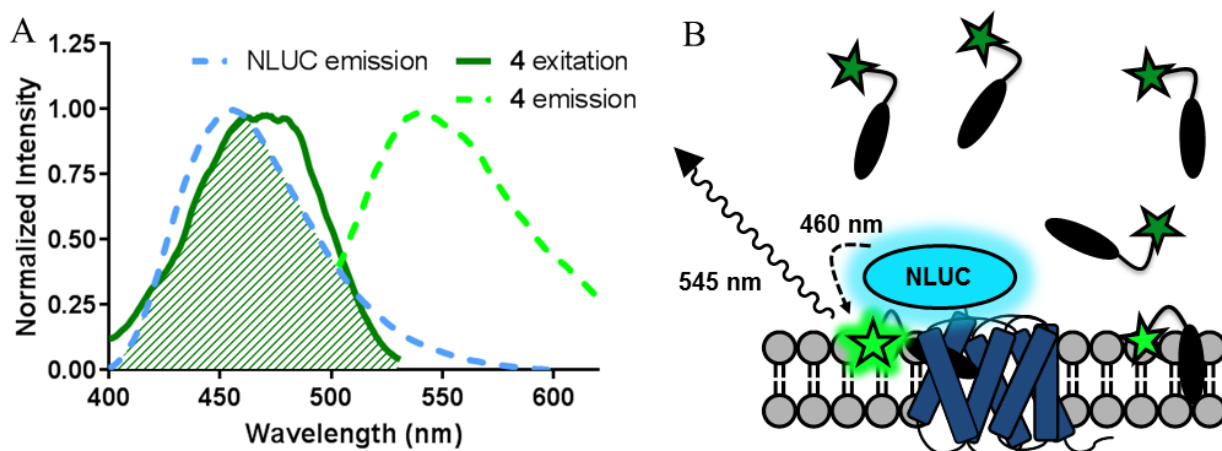 A
NLUC emission
4 exitation
4 emission
Normalized Intensity
1.25
1.00
0.75
0.50
0.25
0.00
400
450
500
550
600
Wavelength (nm)
B
460 nm
545 nm
NLUC